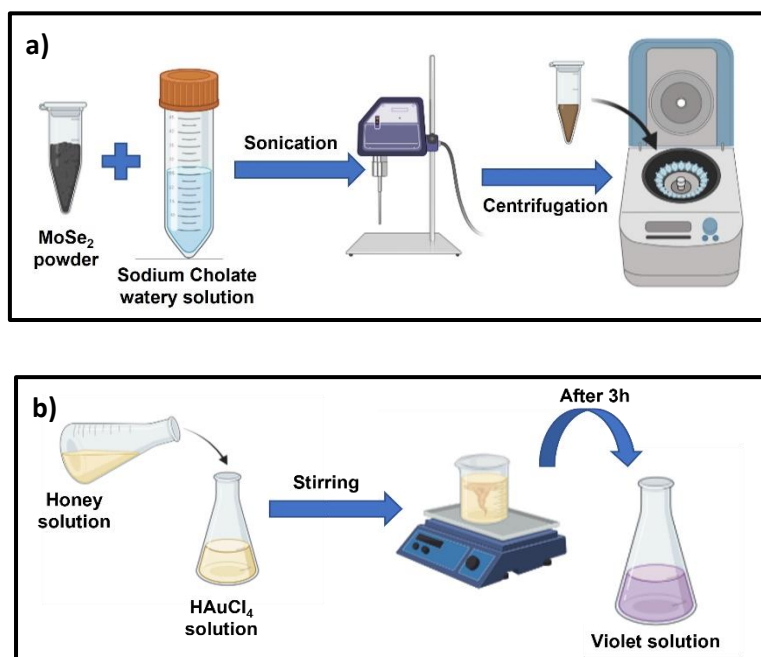 a)
MoSe₂
powder
Sodium Cholate
watery solution
Sonication
Centrifugation
b)
Honey
solution
HAuCl₄
solution
Stirring
After 3h
Violet solution